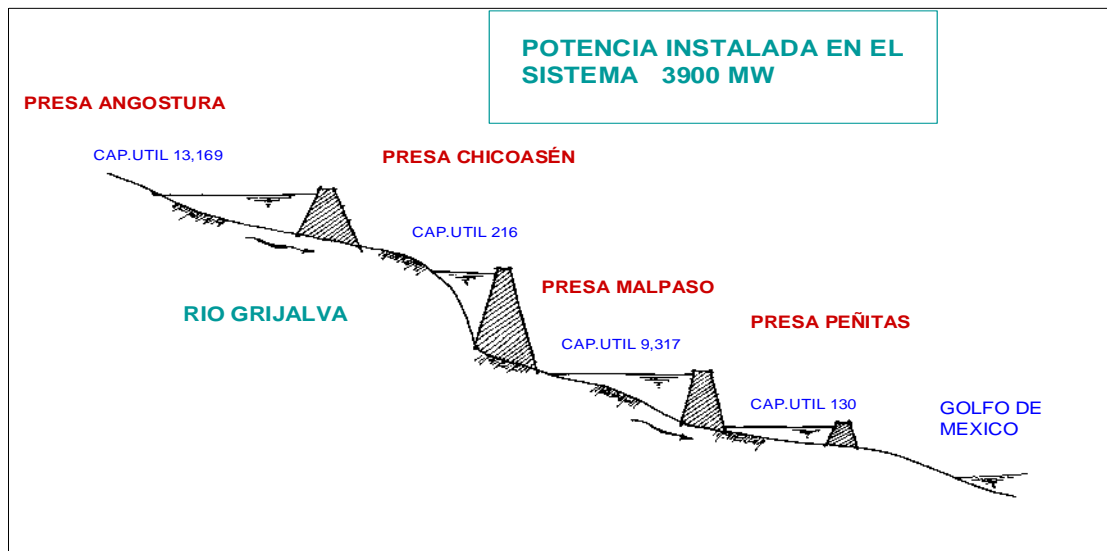 POTENCIA INSTALADA EN EL
SISTEMA 3900 MW
PRESA ANGOSTURA
CAP.UTIL 13,169
PRESA CHICOASÉN
CAP.UTIL 216
RIO GRIJALVA
PRESA MALPASO
CAP.UTIL 9,317
PRESA PEÑITAS
CAP.UTIL 130
GOLFO DE
MEXICO